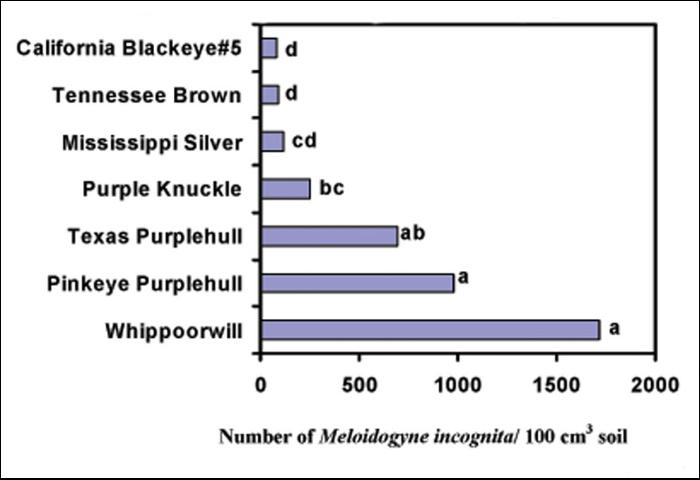 California Blackeye#5 d
Tennessee Brown d
Mississippi Silver cd
Purple Knuckle bc
Texas Purplehull ab
Pinkeye Purplehull a
Whippoorwill a
0 500 1000 1500 2000
Number of Meloidogyne incognita/ 100 cm³ soil